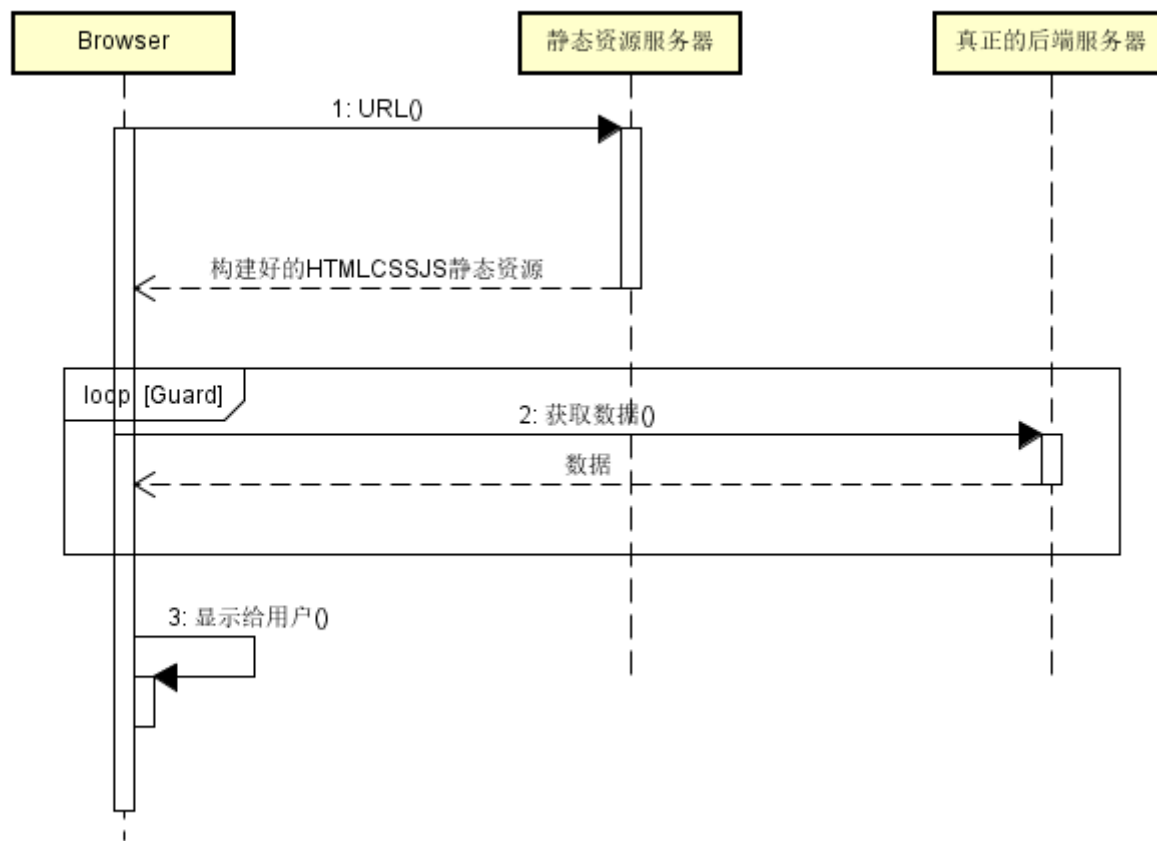 Browser
静态资源服务器
真正的后端服务器
1: URL()
构建好的HTMLCSSJS静态资源
loop [Guard]
2: 获取数据()
数据
3: 显示给用户()